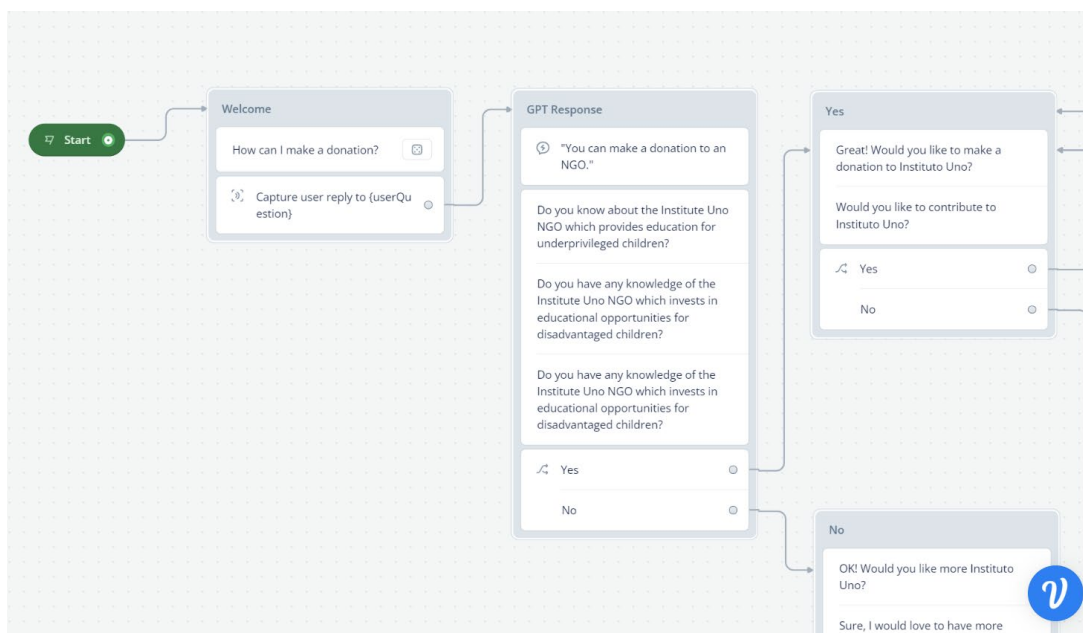 Start
Welcome
How can I make a donation?
Capture user reply to {userQu
estion}
GPT Response
"You can make a donation to an
NGO."
Do you know about the Institute Uno
NGO which provides education for
underprivileged children?
Do you have any knowledge of the
Institute Uno NGO which invests in
educational opportunities for
disadvantaged children?
Do you have any knowledge of the
Institute Uno NGO which invests in
educational opportunities for
disadvantaged children?
Yes
No
Yes
Great! Would you like to make a
donation to Instituto Uno?
Would you like to contribute to
Instituto Uno?
Yes
No
No
OK! Would you like more Instituto
Uno?
Sure, I would love to have more